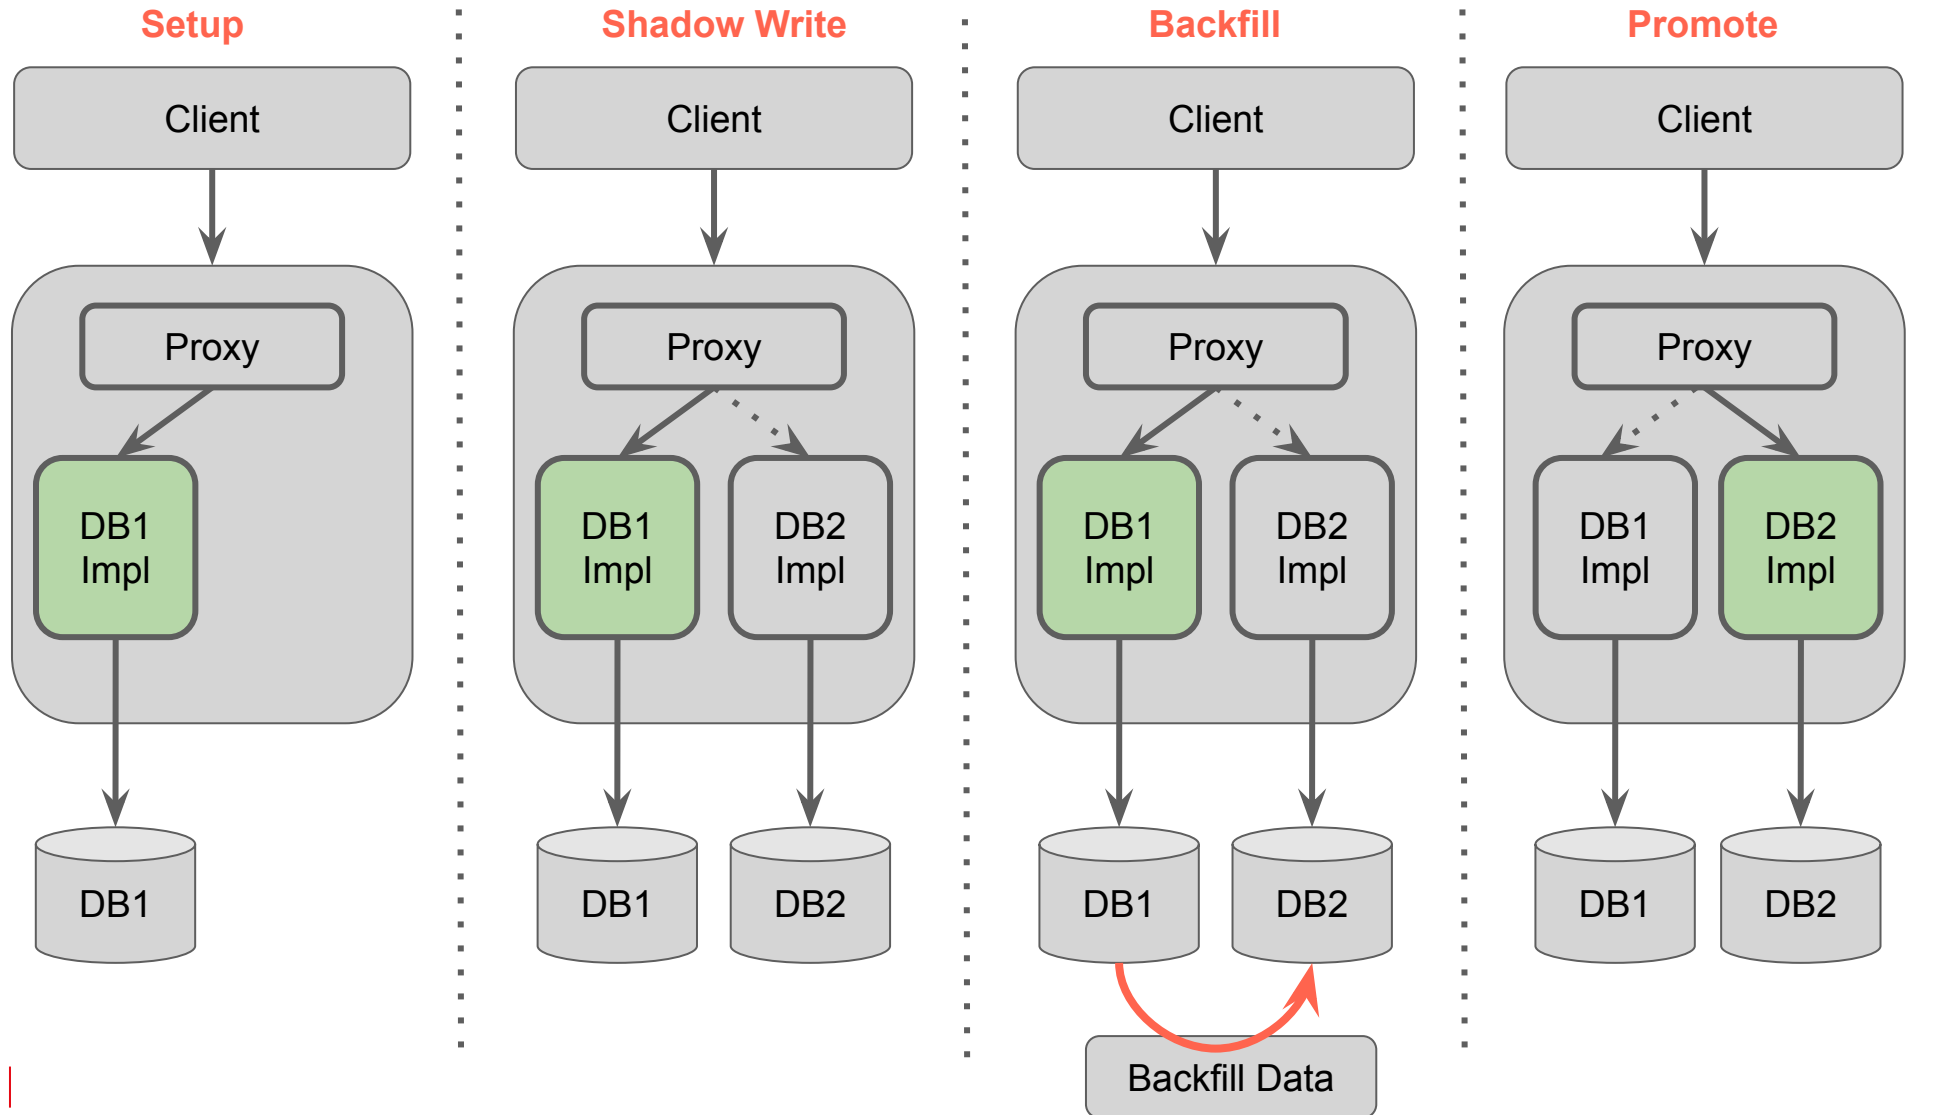 Setup
Client
Proxy
DB1
Impl
DB1
Shadow Write
Client
Proxy
DB1
Impl
DB2
Impl
DB1
DB2
Backfill
Client
Proxy
DB1
Impl
DB2
Impl
DB1
DB2
Backfill Data
Promote
Client
Proxy
DB1
Impl
DB2
Impl
DB1
DB2